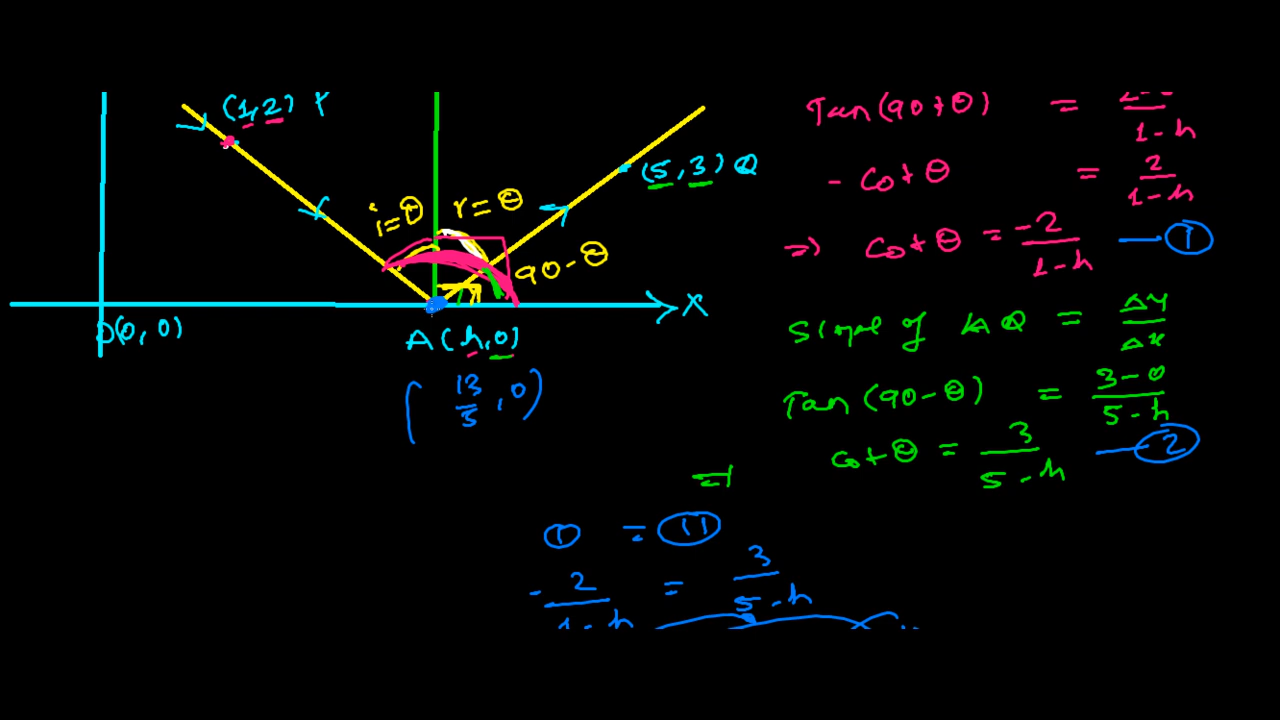 (1,2) P
(5,3) Q
i=θ
r=θ
90-θ
X
O(0,0)
A(h,0)
(13/5,0)
Tan(90+θ) = 2-0/1-h
- Cotθ = 2/1-h
⇒ Cotθ = -2/1-h — 1
Slope of AQ = Δy/Δx
Tan(90-θ) = 3-0/5-h
Cotθ = 3/5-h — 2
① = ⑪
-2/1-h = 3/5-h